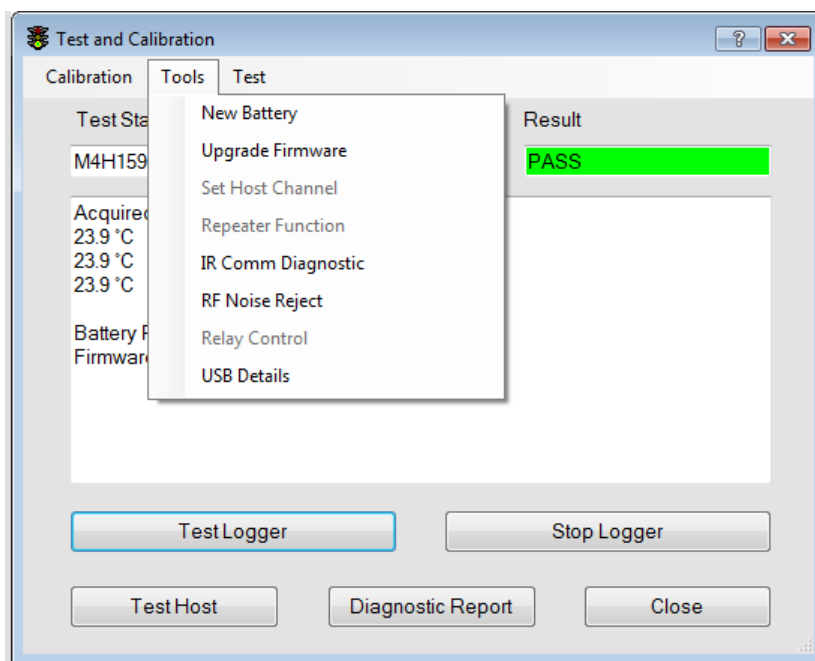 Test and Calibration
Calibration Tools Test
New Battery
Upgrade Firmware
Set Host Channel
Repeater Function
IR Comm Diagnostic
RF Noise Reject
Relay Control
USB Details
Test Sta
Result
M4H159
PASS
Acquired
23.9 °C
23.9 °C
23.9 °C
Battery
Firmware
Test Logger
Stop Logger
Test Host
Diagnostic Report
Close